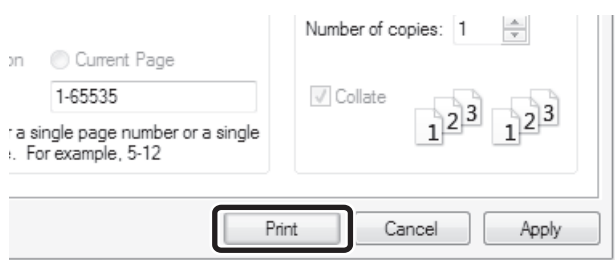 Number of copies: 1
on Current Page
1-65535
Collate
1 2 3 1 2 3
r a single page number or a single
. For example, 5-12
Print Cancel Apply